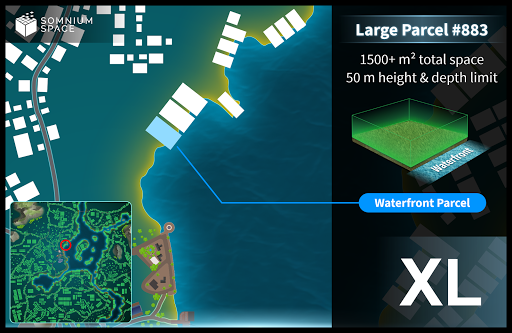 SOMNIUM
SPACE
Large Parcel #883
1500+ m² total space
50 m height & depth limit
Waterfront
Waterfront Parcel
XL